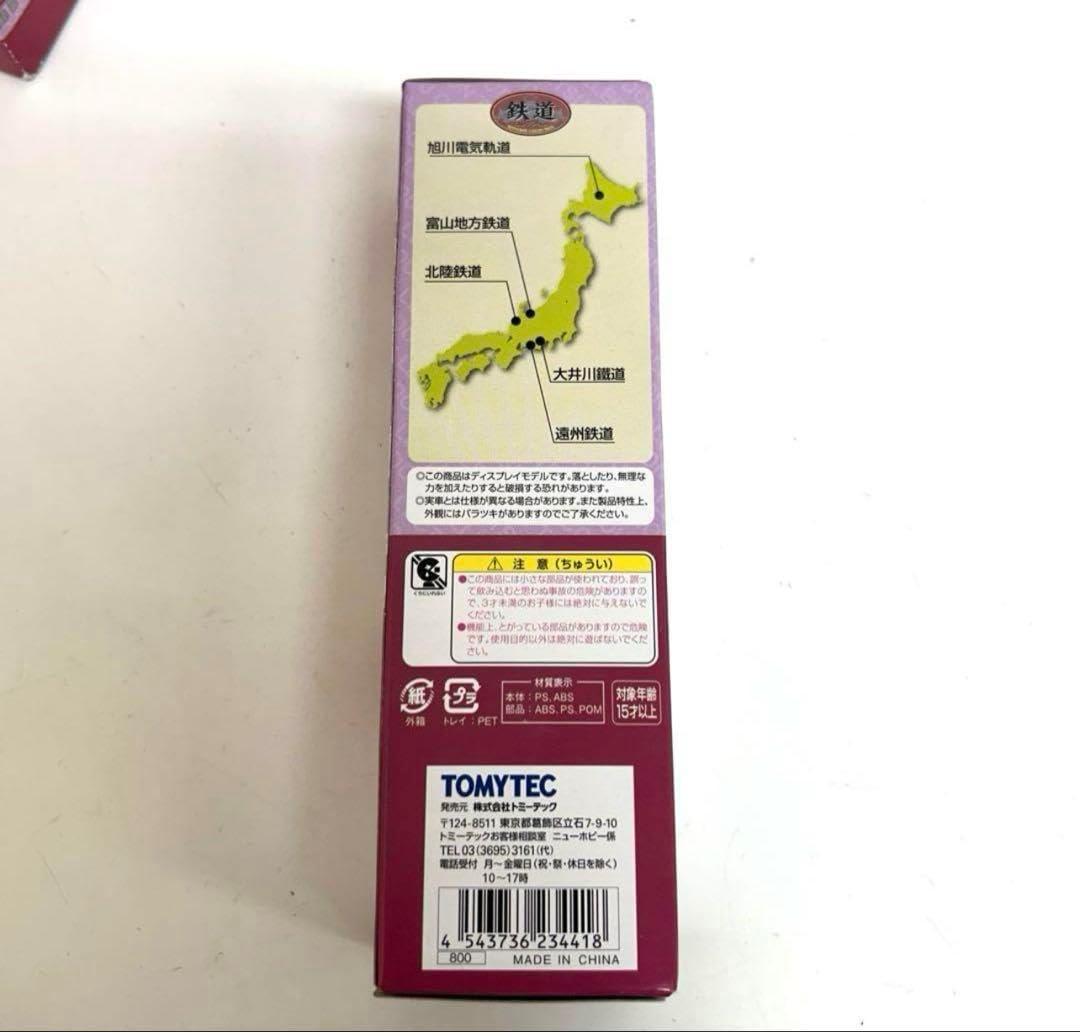 鉄道
旭川電気軌道
富山地方鉄道
北陸鉄道
大井川鐵道
遠州鉄道
◎この商品はディスプレイモデルです。落としたり、無理な
力を加えたりすると破損する恐れがあります。
◎実車とは仕様が異なる場合があります。また製品特性上、
外観にはバラツキがありますのでご了承ください。
⚠ 注 意(ちゅうい)
●この商品には小さな部品が使われており、誤っ
て飲み込むと思わぬ事故の危険がありますの
で、3才未満のお子様には絶対に与えないで
ください。
●機能上、とがっている部品がありますので危険
です。使用目的以外は絶対に遊ばないでくだ
さい。
くちにいれない
紙
外箱
プラ
トレイ:PET
材質表示
本体:PS、ABS
部品:ABS、PS、POM
対象年齢
15才以上
TOMYTEC
発売元 株式会社トミーテック
〒124-8511 東京都葛飾区立石7-9-10
トミーテックお客様相談室 ニューホビー係
TEL 03(3695)3161(代)
電話受付 月〜金曜日(祝・祭・休日を除く)
10〜17時
4 543736 234418
800
MADE IN CHINA